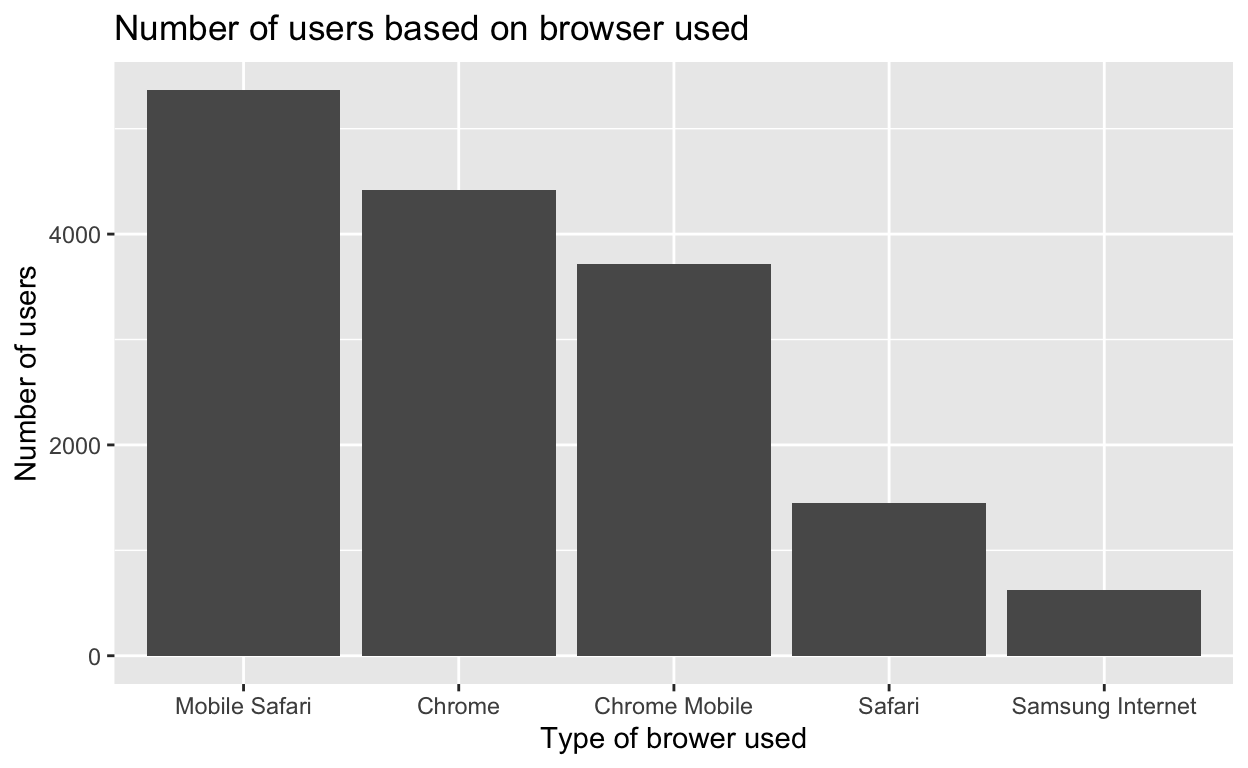 Number of users based on browser used
Number of users
4000
2000
0
Mobile Safari Chrome Chrome Mobile Safari Samsung Internet
Type of brower used